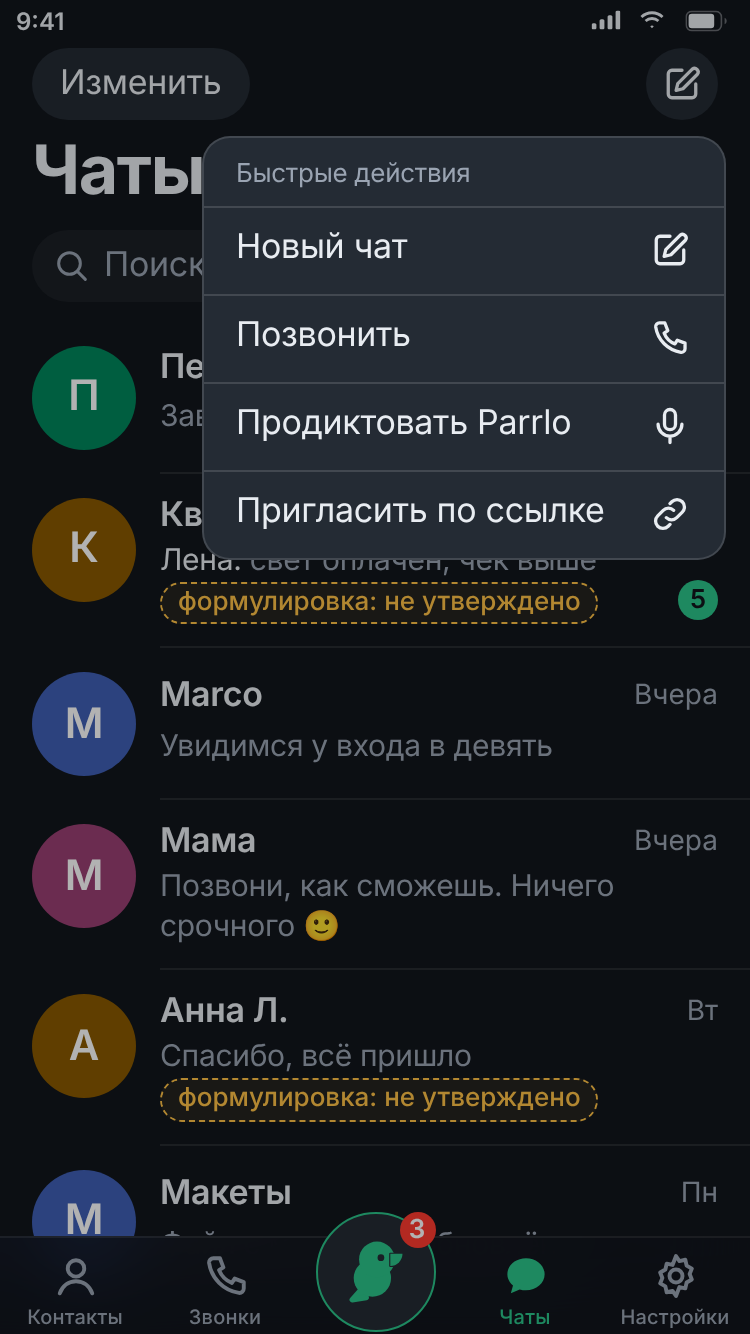 9:41
Изменить
Чаты
Быстрые действия
Новый чат
Поиск
Позвонить
Продиктовать Parrlo
Пригласить по ссылке
П
К
Лена: свет оплачен, чек выше
формулировка: не утверждено
5
M
Marco
Вчера
Увидимся у входа в девять
М
Мама
Вчера
Позвони, как сможешь. Ничего
срочного 🙂
А
Анна Л.
Вт
Спасибо, всё пришло
формулировка: не утверждено
М
Макеты
Пн
3
Контакты
Звонки
Чаты
Настройки